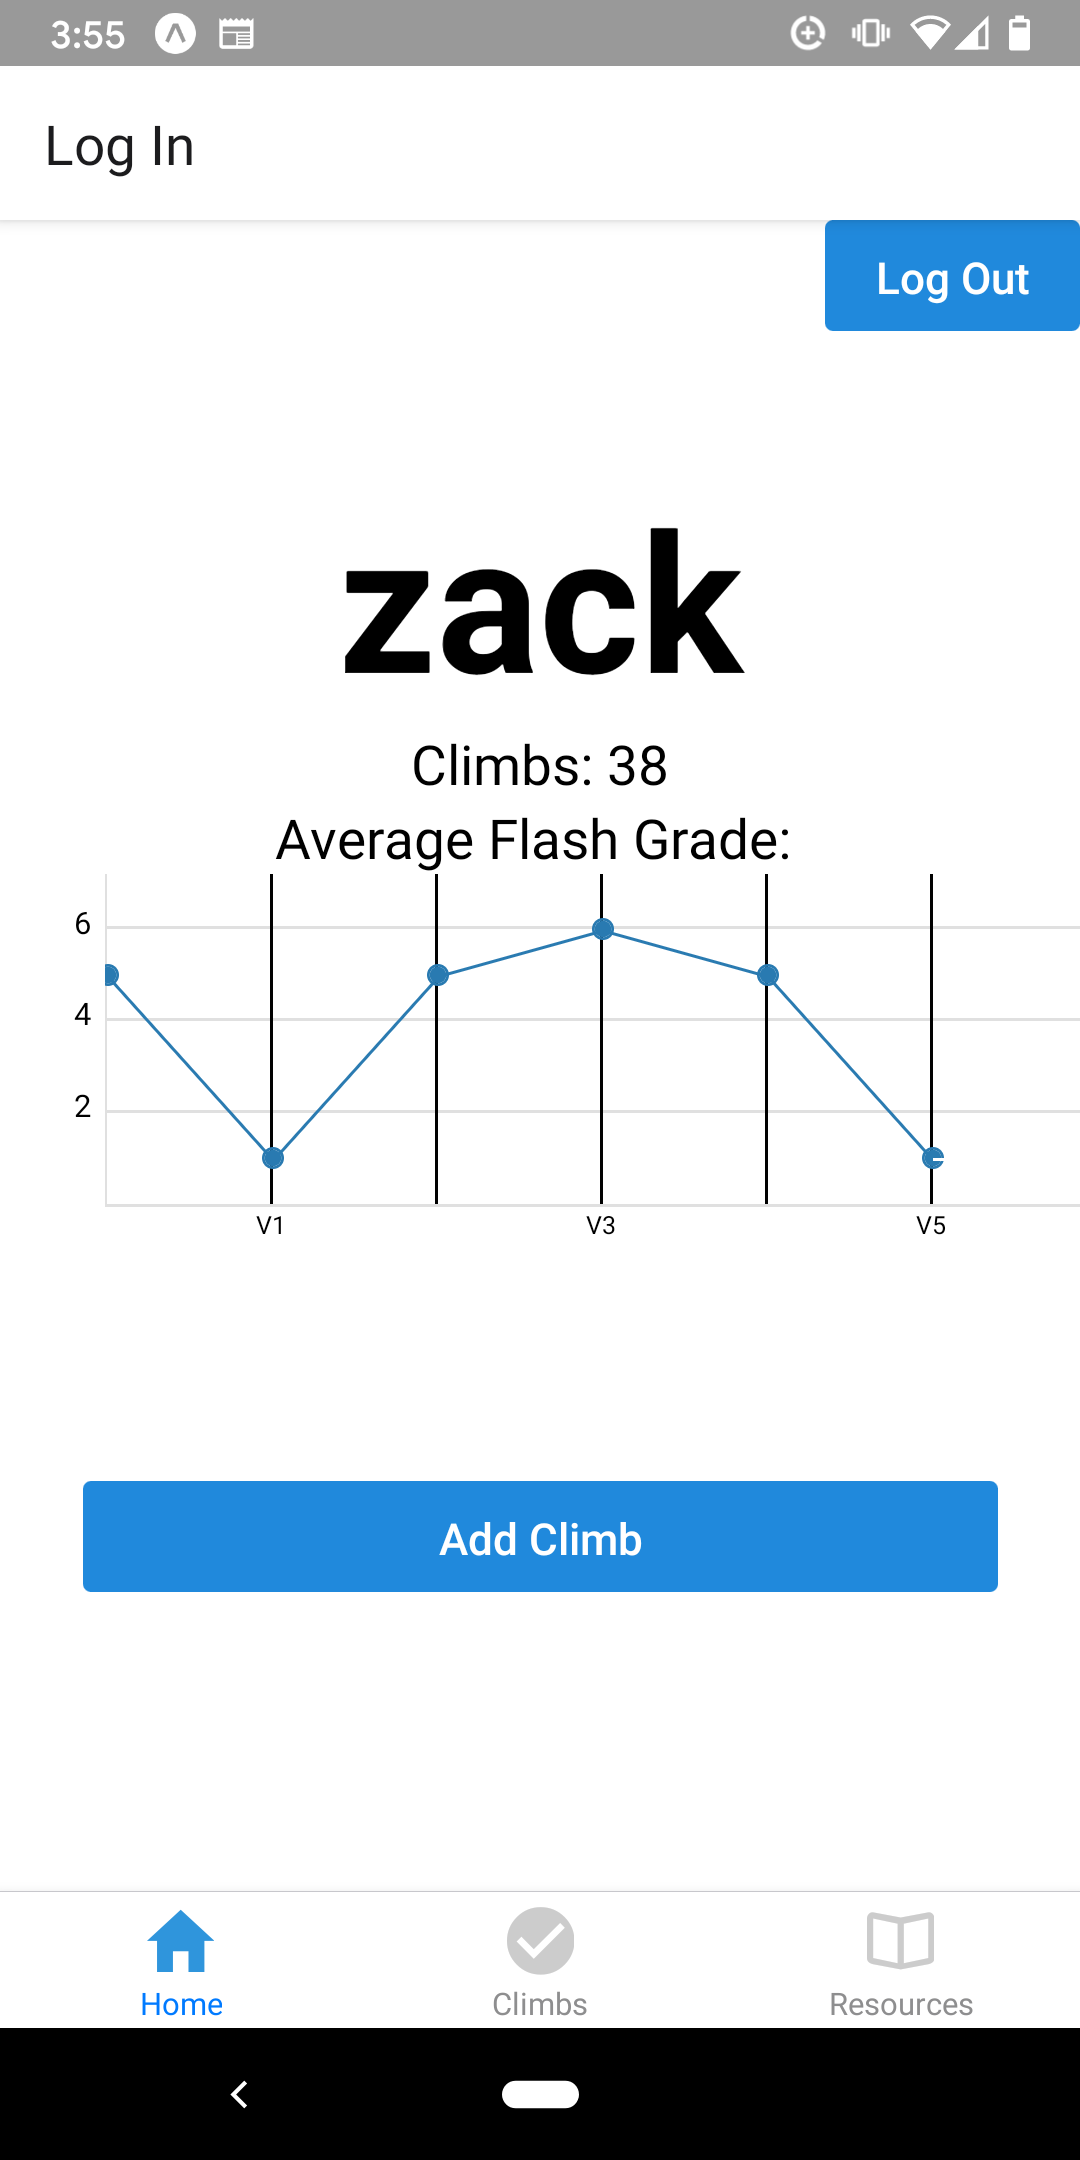 3:55
Log In
Log Out
zack
Climbs: 38
Average Flash Grade:
6
4
2
V1 V3 V5
Add Climb
Home Climbs Resources